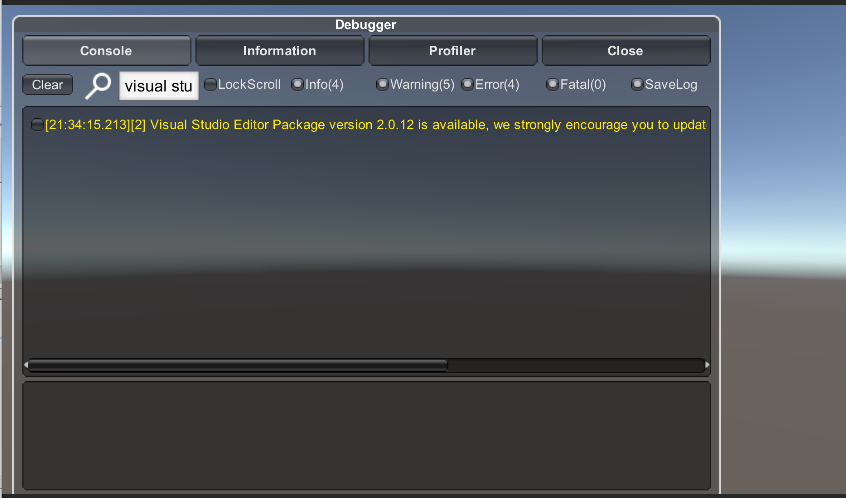 Debugger
Console Information Profiler Close
Clear visual stu LockScroll Info(4) Warning(5) Error(4) Fatal(0) SaveLog
[21:34:15.213][2] Visual Studio Editor Package version 2.0.12 is available, we strongly encourage you to updat